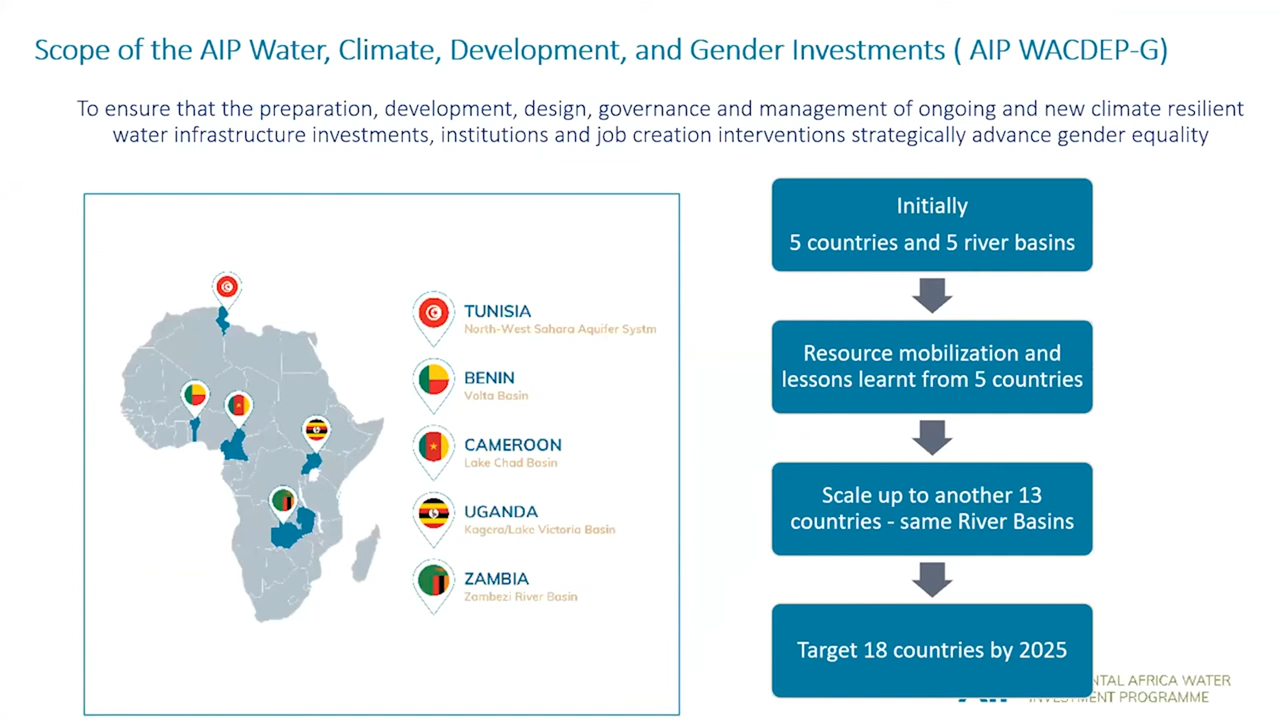 Scope of the AIP Water, Climate, Development, and Gender Investments ( AIP WACDEP-G)
To ensure that the preparation, development, design, governance and management of ongoing and new climate resilient
water infrastructure investments, institutions and job creation interventions strategically advance gender equality
TUNISIA
North-West Sahara Aquifer Systm
BENIN
Volta Basin
CAMEROON
Lake Chad Basin
UGANDA
Kagera/Lake Victoria Basin
ZAMBIA
Zambezi River Basin
Initially
5 countries and 5 river basins
Resource mobilization and
lessons learnt from 5 countries
Scale up to another 13
countries - same River Basins
Target 18 countries by 2025
AFRICA WATER
PROGRAMME